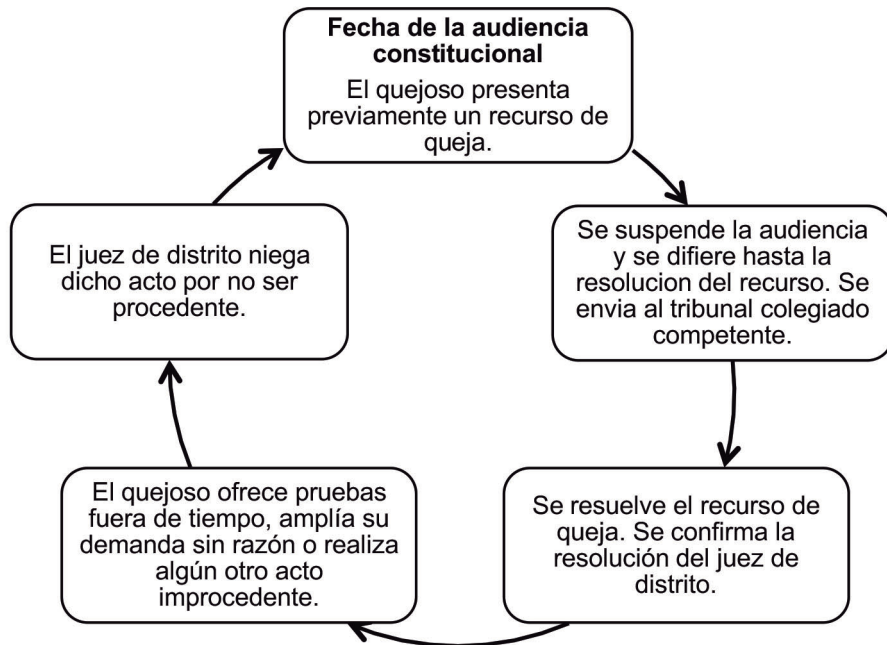 Fecha de la audiencia
constitucional
El quejoso presenta
previamente un recurso de
queja.
Se suspende la audiencia
y se difiere hasta la
resolucion del recurso. Se
envia al tribunal colegiado
competente.
Se resuelve el recurso de
queja. Se confirma la
resolución del juez de
distrito.
El quejoso ofrece pruebas
fuera de tiempo, amplía su
demanda sin razón o realiza
algún otro acto
improcedente.
El juez de distrito niega
dicho acto por no ser
procedente.